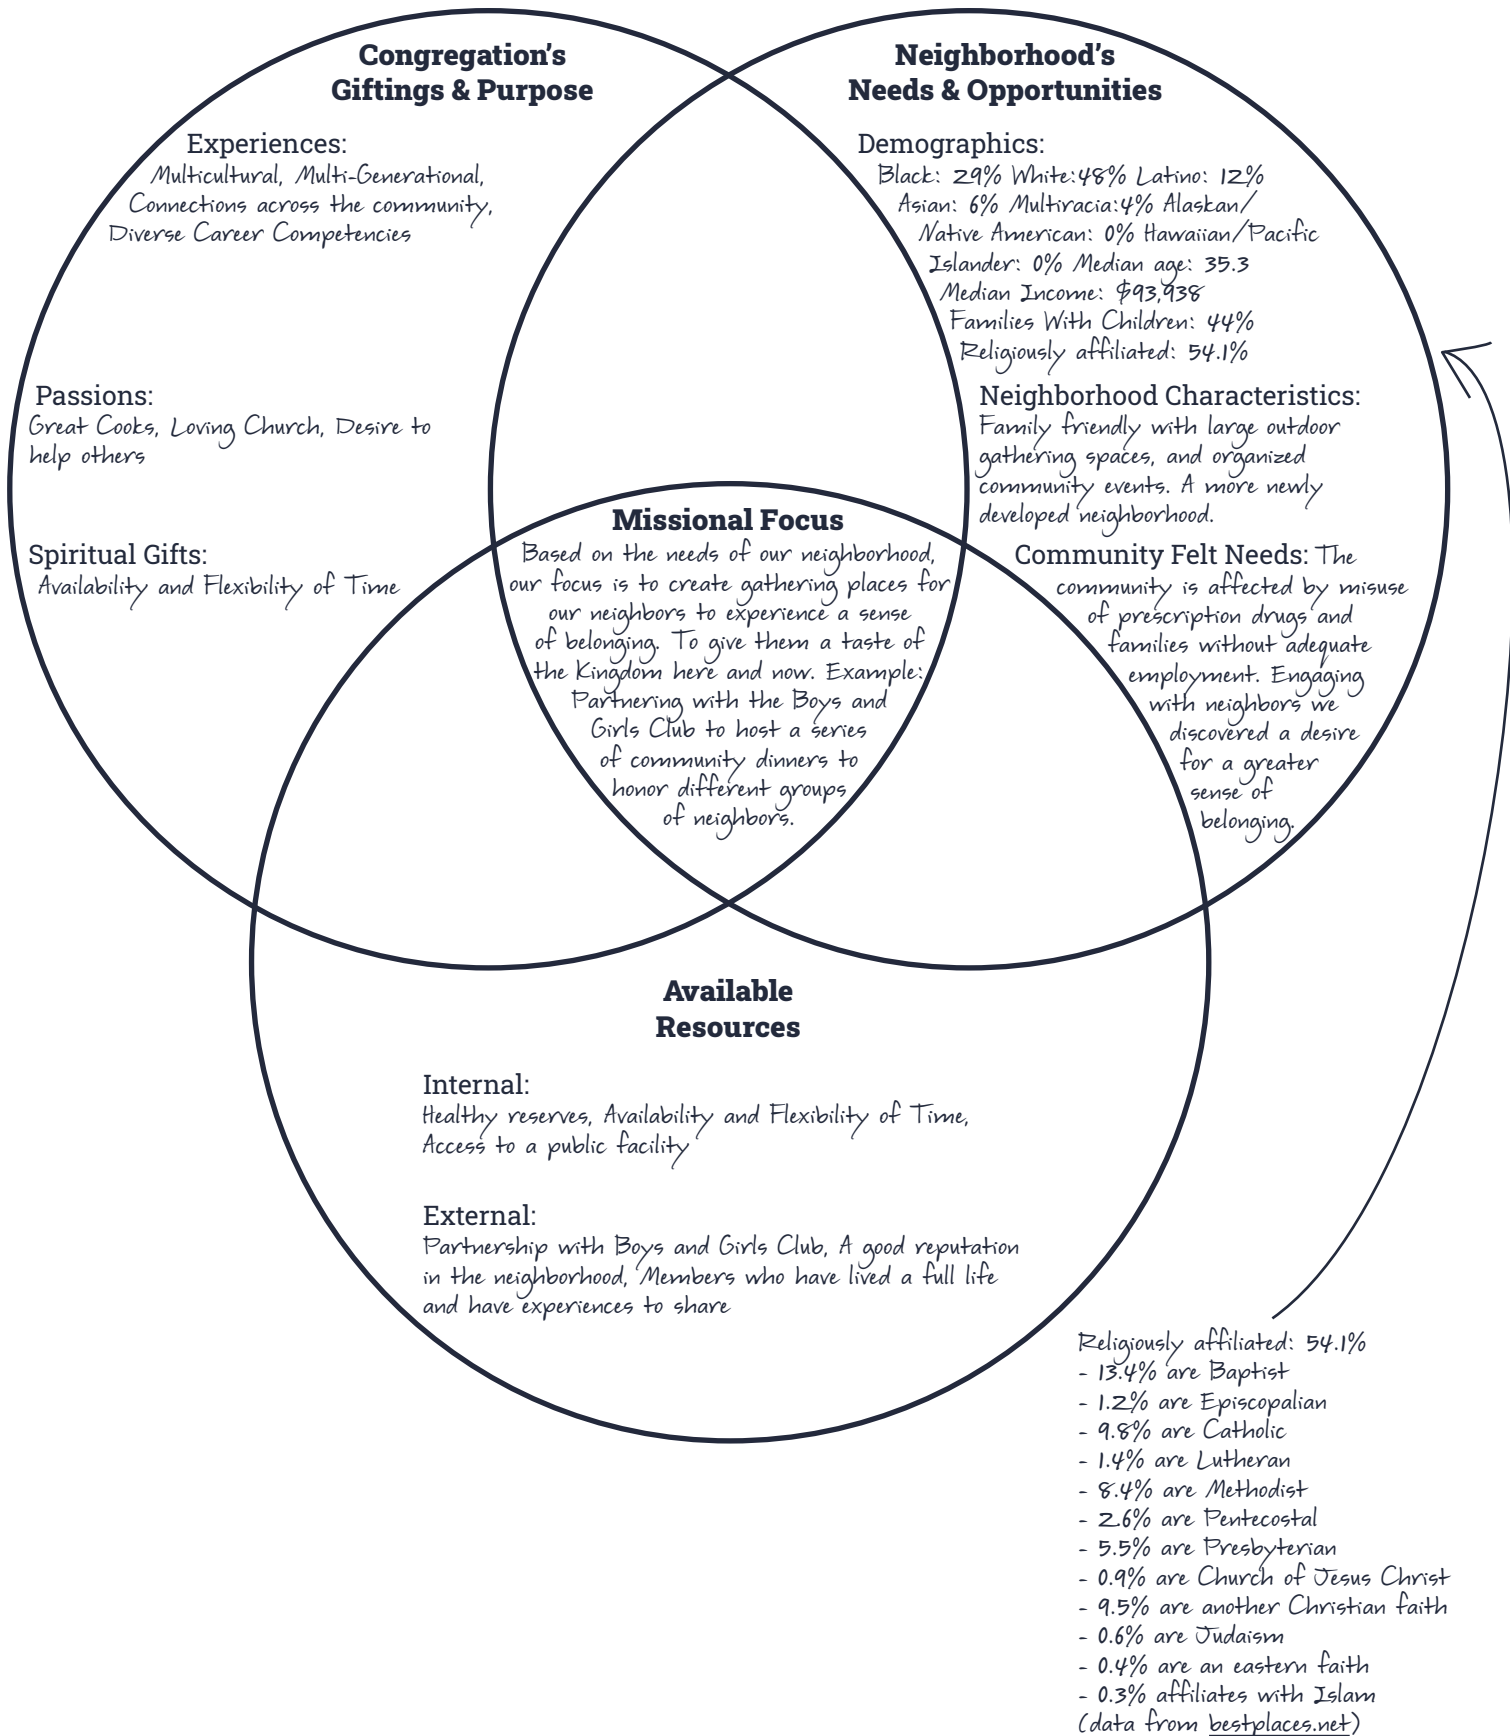 Congregation's
Giftings & Purpose
Experiences:
Multicultural, Multi-Generational,
Connections across the community,
Diverse Career Competencies
Passions:
Great Cooks, Loving Church, Desire to
help others
Spiritual Gifts:
Availability and Flexibility of Time
Neighborhood's
Needs & Opportunities
Demographics:
Black: 29% White:48% Latino: 12%
Asian: 6% Multiracia:4% Alaskan/
Native American: 0% Hawaiian/Pacific
Islander: 0% Median age: 35.3
Median Income: $93,938
Families With Children: 44%
Religiously affiliated: 54.1%
Neighborhood Characteristics:
Family friendly with large outdoor
gathering spaces, and organized
community events. A more newly
developed neighborhood.
Community Felt Needs: The
community is affected by misuse
of prescription drugs and
families without adequate
employment. Engaging
with neighbors we
discovered a desire
for a greater
sense of
belonging.
Missional Focus
Based on the needs of our neighborhood,
our focus is to create gathering places for
our neighbors to experience a sense
of belonging. To give them a taste of
the Kingdom here and now. Example:
Partnering with the Boys and
Girls Club to host a series
of community dinners to
honor different groups
of neighbors.
Available
Resources
Internal:
Healthy reserves, Availability and Flexibility of Time,
Access to a public facility
External:
Partnership with Boys and Girls Club, A good reputation
in the neighborhood, Members who have lived a full life
and have experiences to share
Religiously affiliated: 54.1%
- 13.4% are Baptist
- 1.2% are Episcopalian
- 9.8% are Catholic
- 1.4% are Lutheran
- 8.4% are Methodist
- 2.6% are Pentecostal
- 5.5% are Presbyterian
- 0.9% are Church of Jesus Christ
- 9.5% are another Christian faith
- 0.6% are Judaism
- 0.4% are an eastern faith
- 0.3% affiliates with Islam
(data from bestplaces.net)